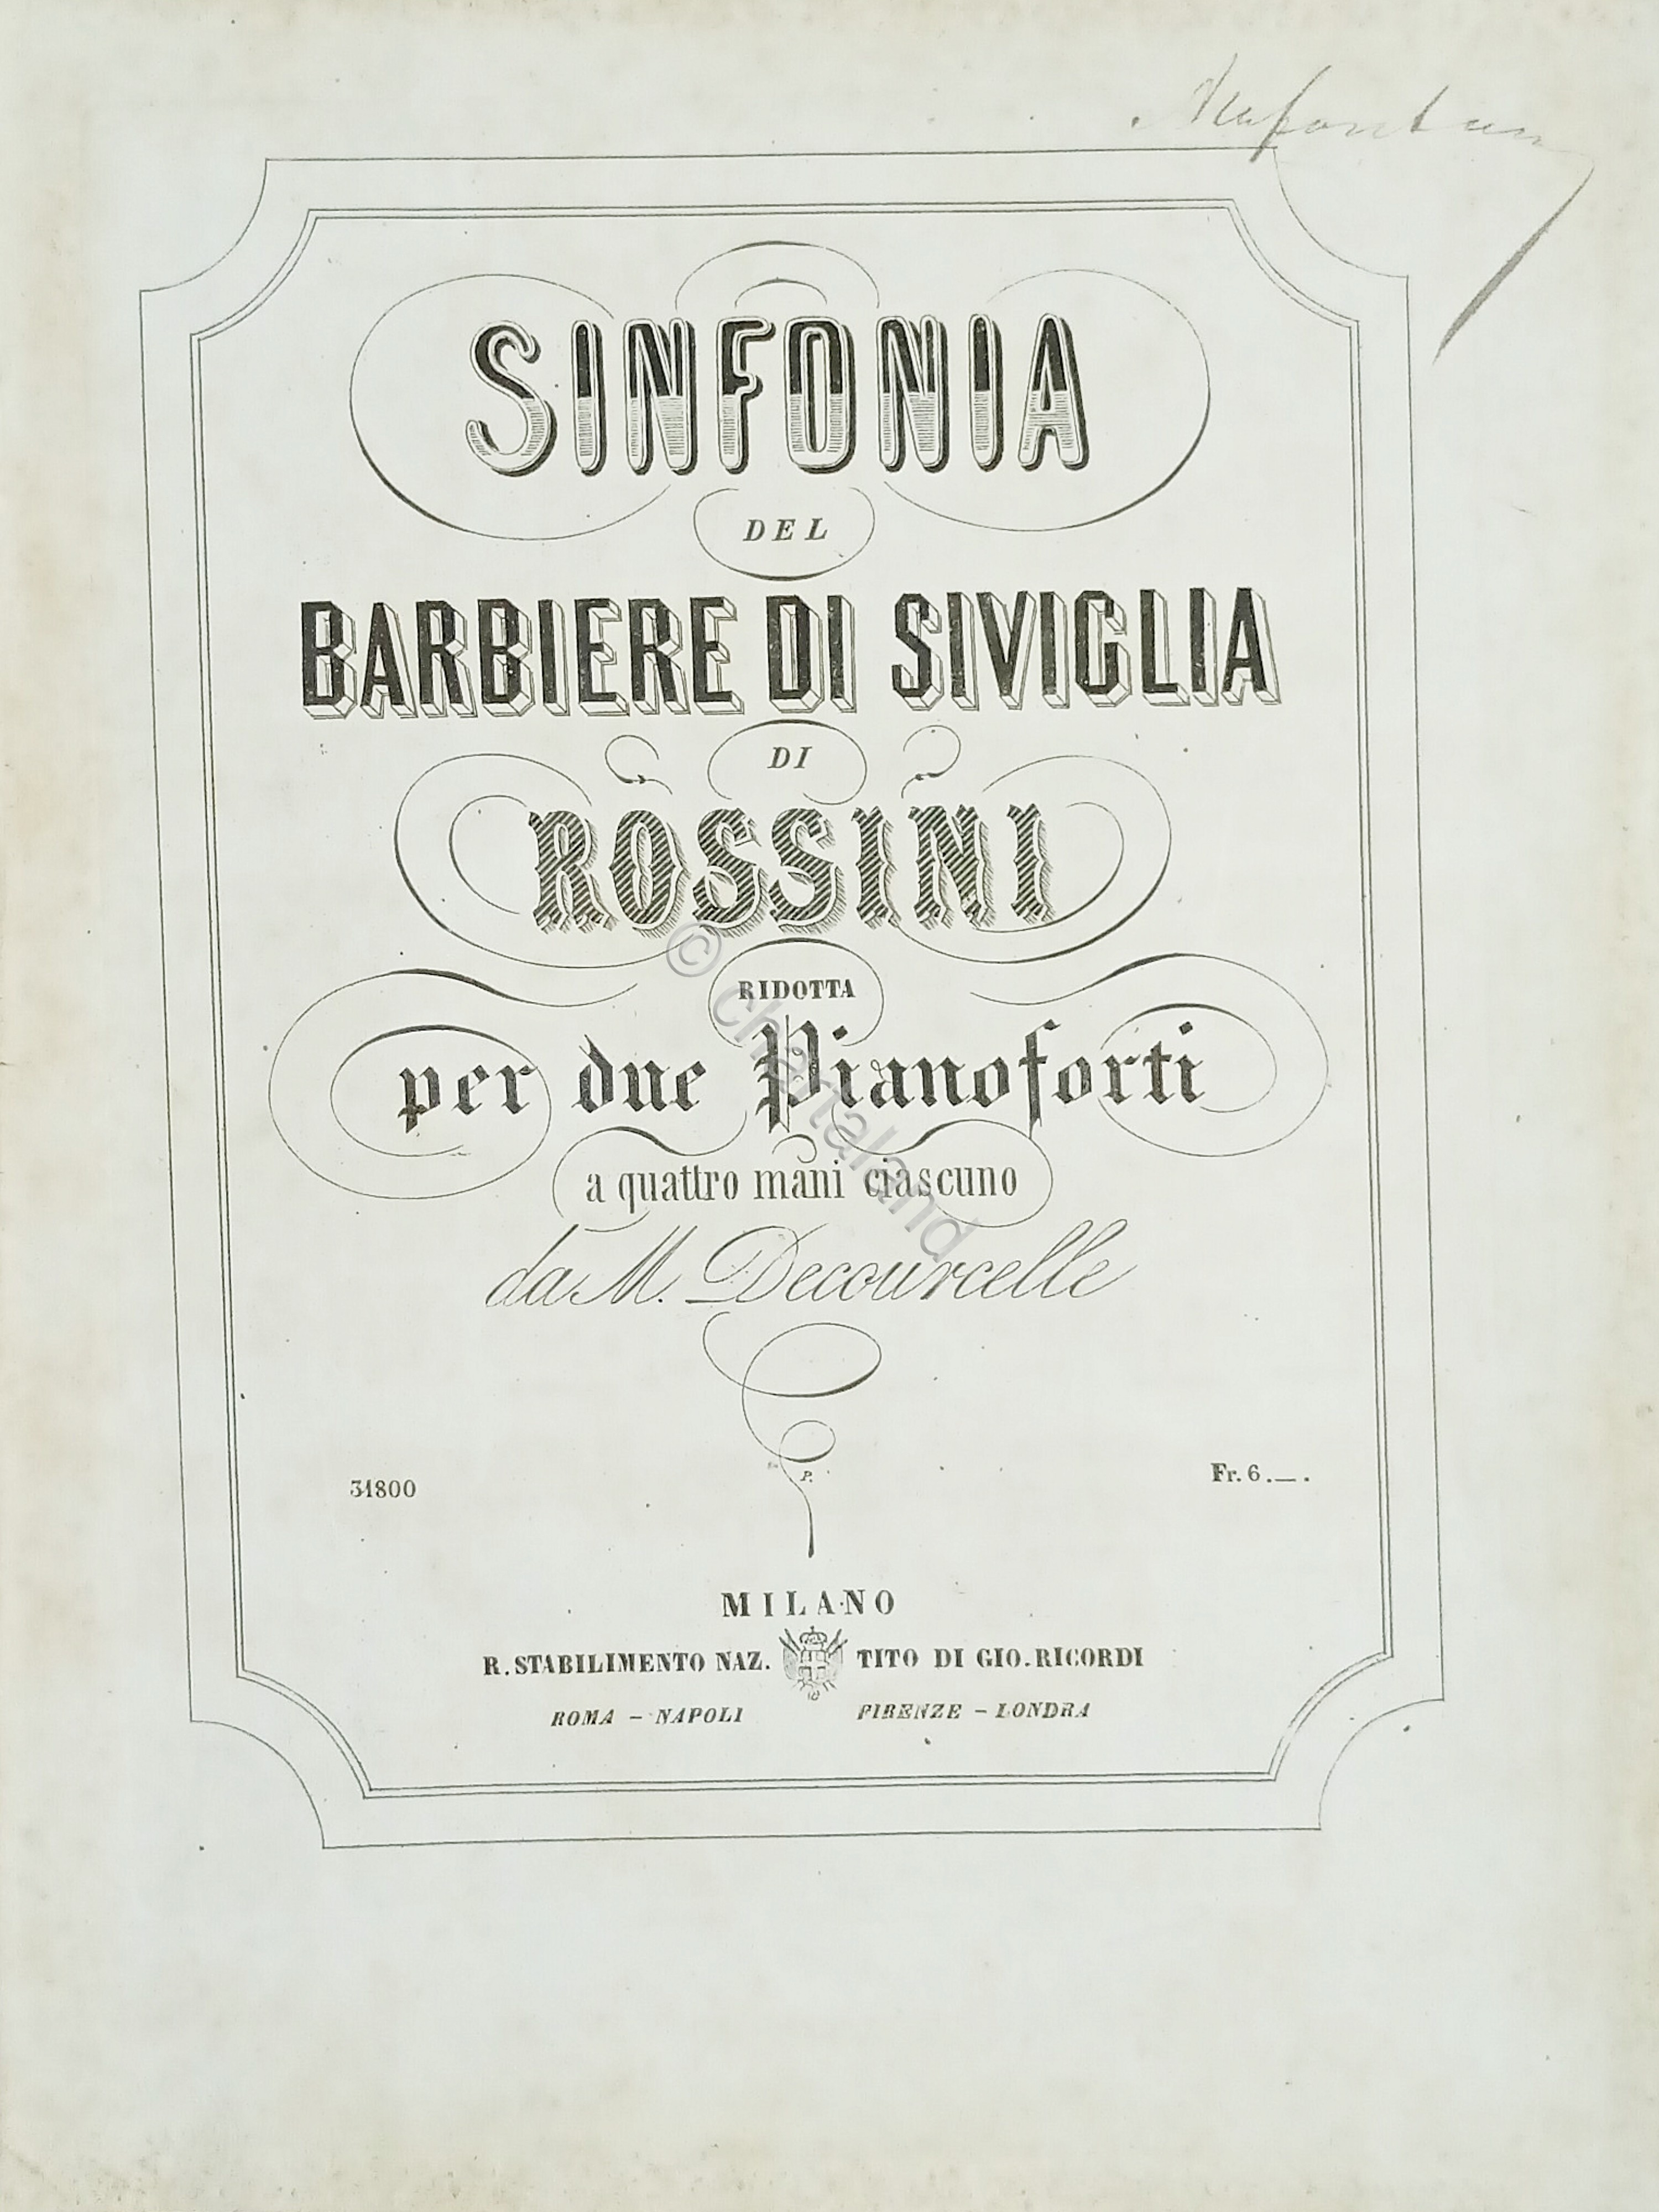 SINFONIA
DEL
BARBIERE DI SIVIGLIA
DI
ROSSINI
RIDOTTA
per due Pianoforti
a quattro mani ciascuno
da M. Decourcelle
P.
31800
Fr. 6._.
MILANO
R. STABILIMENTO NAZ. TITO DI GIO. RICORDI
ROMA - NAPOLI FIRENZE - LONDRA
© chartaland